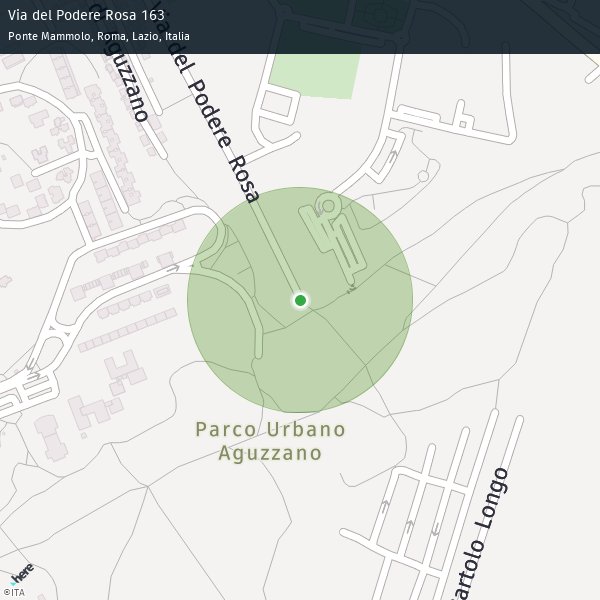 Via del Podere Rosa 163
Ponte Mammolo, Roma, Lazio, Italia
Aguzzano
Via del Podere Rosa
Parco Urbano
Aguzzano
Longo
here
©ITA